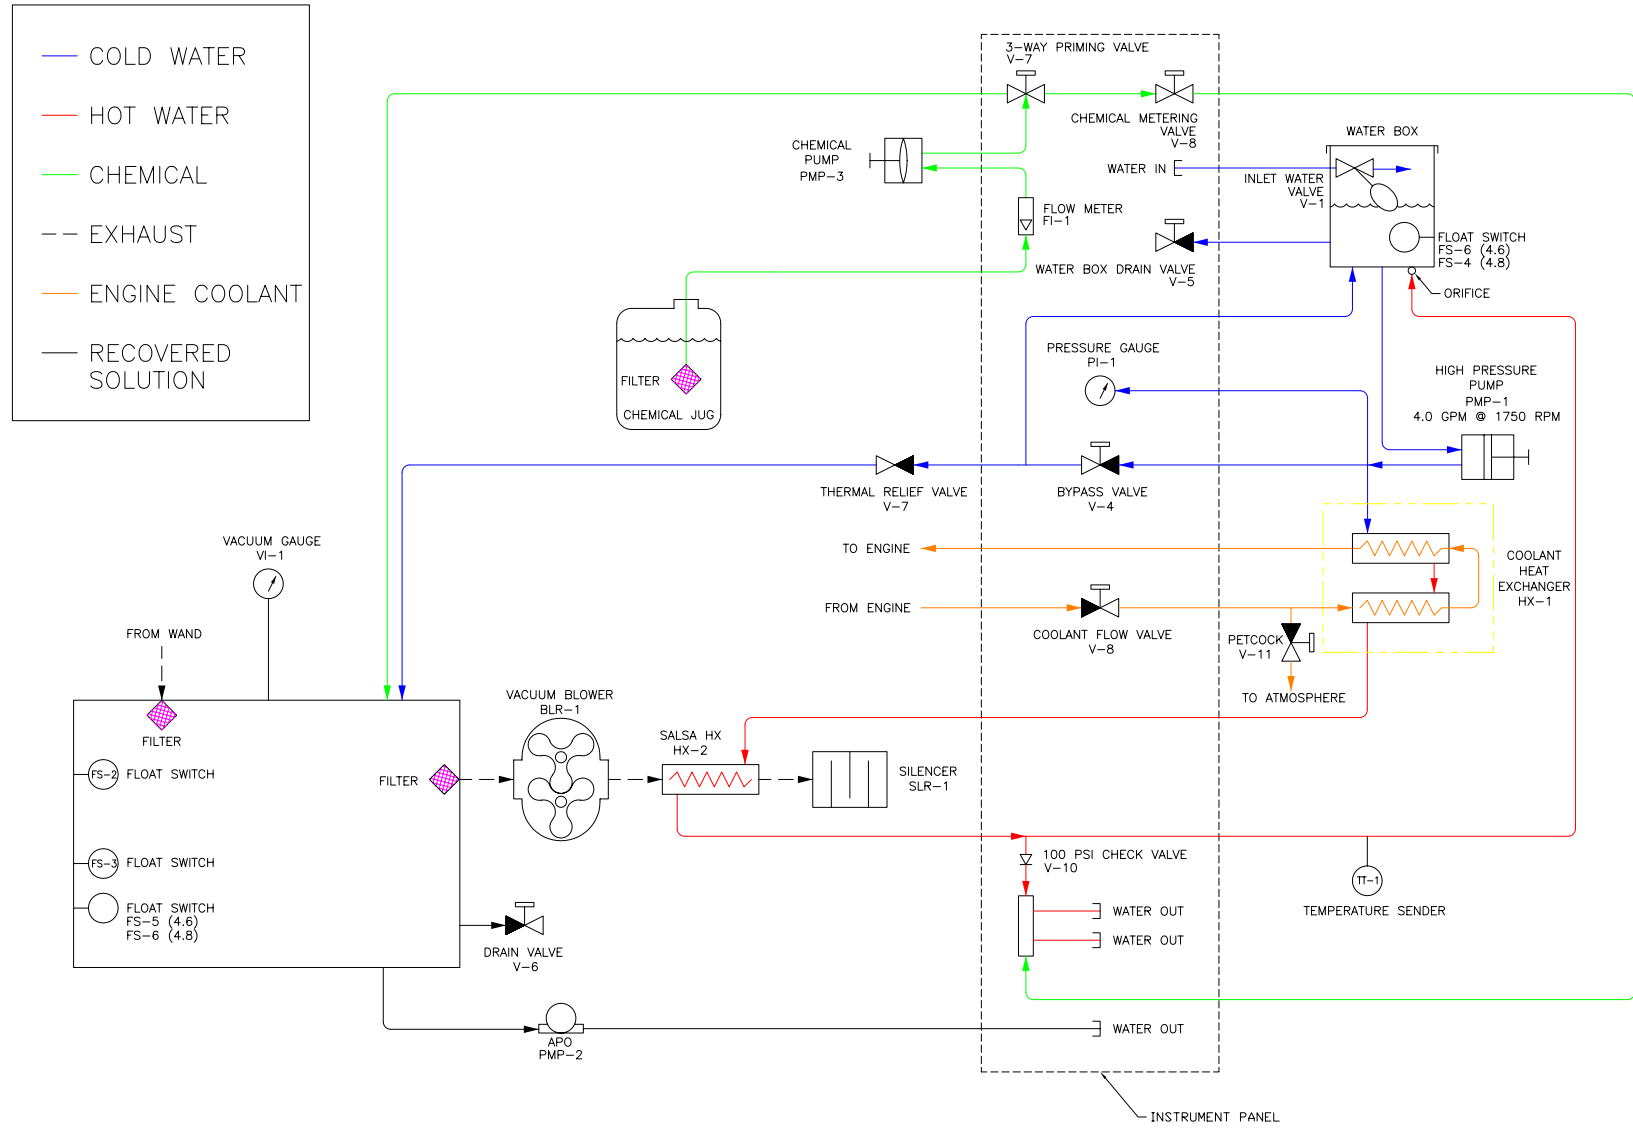 COLD WATER
HOT WATER
CHEMICAL
EXHAUST
ENGINE COOLANT
RECOVERED
SOLUTION
3-WAY PRIMING VALVE
V-7
CHEMICAL METERING
VALVE
V-8
CHEMICAL
PUMP
PMP-3
WATER IN
WATER BOX
INLET WATER
VALVE
V-1
FLOW METER
FI-1
FLOAT SWITCH
FS-6 (4.6)
FS-4 (4.8)
WATER BOX DRAIN VALVE
V-5
ORIFICE
FILTER
CHEMICAL JUG
PRESSURE GAUGE
PI-1
HIGH PRESSURE
PUMP
PMP-1
4.0 GPM @ 1750 RPM
THERMAL RELIEF VALVE
V-7
BYPASS VALVE
V-4
VACUUM GAUGE
VI-1
TO ENGINE
COOLANT
HEAT
EXCHANGER
HX-1
FROM ENGINE
COOLANT FLOW VALVE
V-8
PETCOCK
V-11
TO ATMOSPHERE
FROM WAND
FILTER
VACUUM BLOWER
BLR-1
SALSA HX
HX-2
FS-2 FLOAT SWITCH
FILTER
SILENCER
SLR-1
FS-3 FLOAT SWITCH
100 PSI CHECK VALVE
V-10
TT-1
TEMPERATURE SENDER
FLOAT SWITCH
FS-5 (4.6)
FS-6 (4.8)
WATER OUT
WATER OUT
DRAIN VALVE
V-6
APO
PMP-2
WATER OUT
INSTRUMENT PANEL